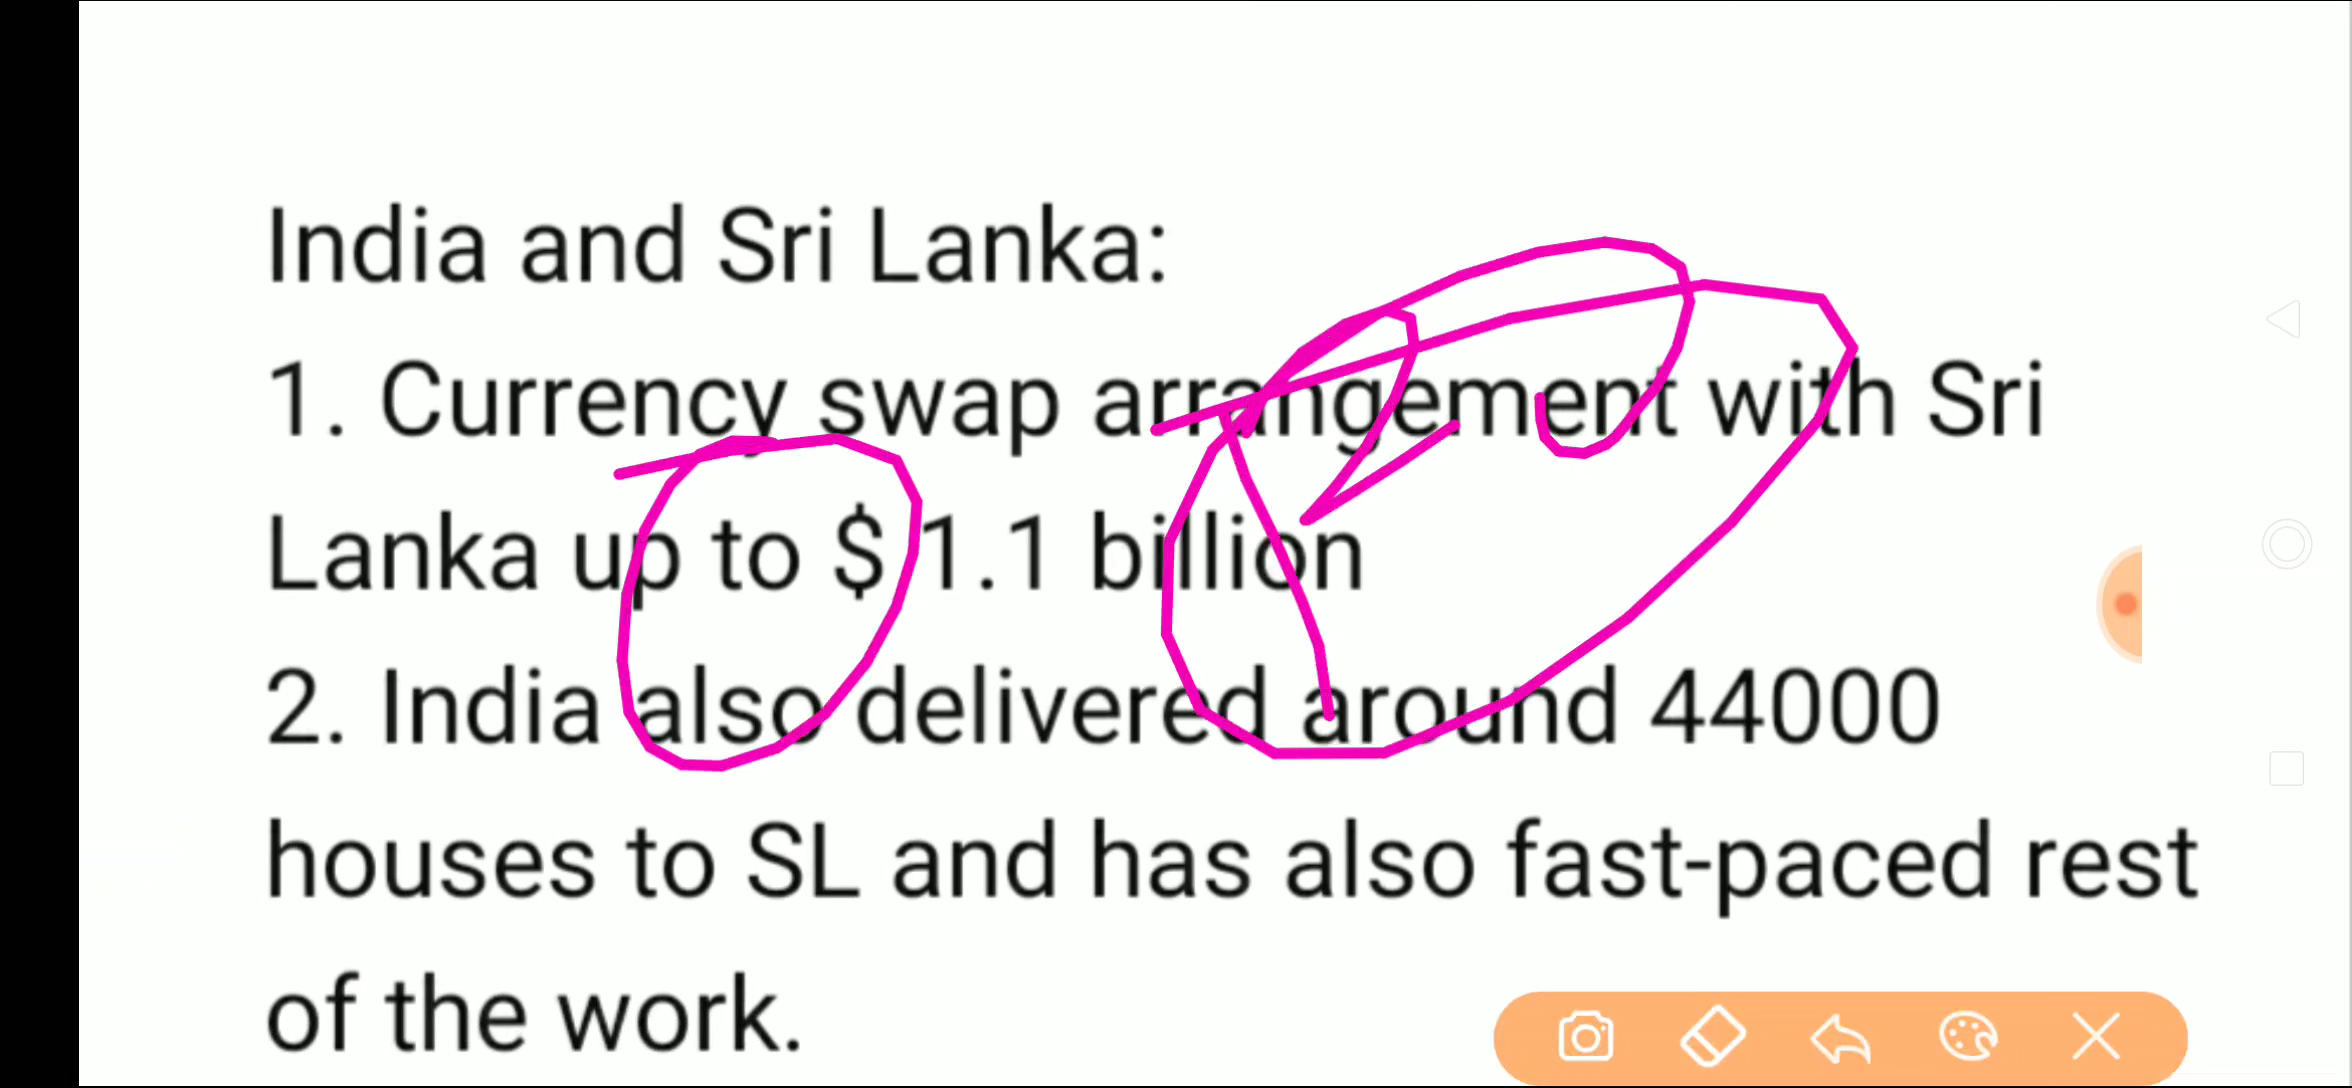 India and Sri Lanka:
1. Currency swap arrangement with Sri
Lanka up to $ 1.1 billion
2. India also delivered around 44000
houses to SL and has also fast-paced rest
of the work.